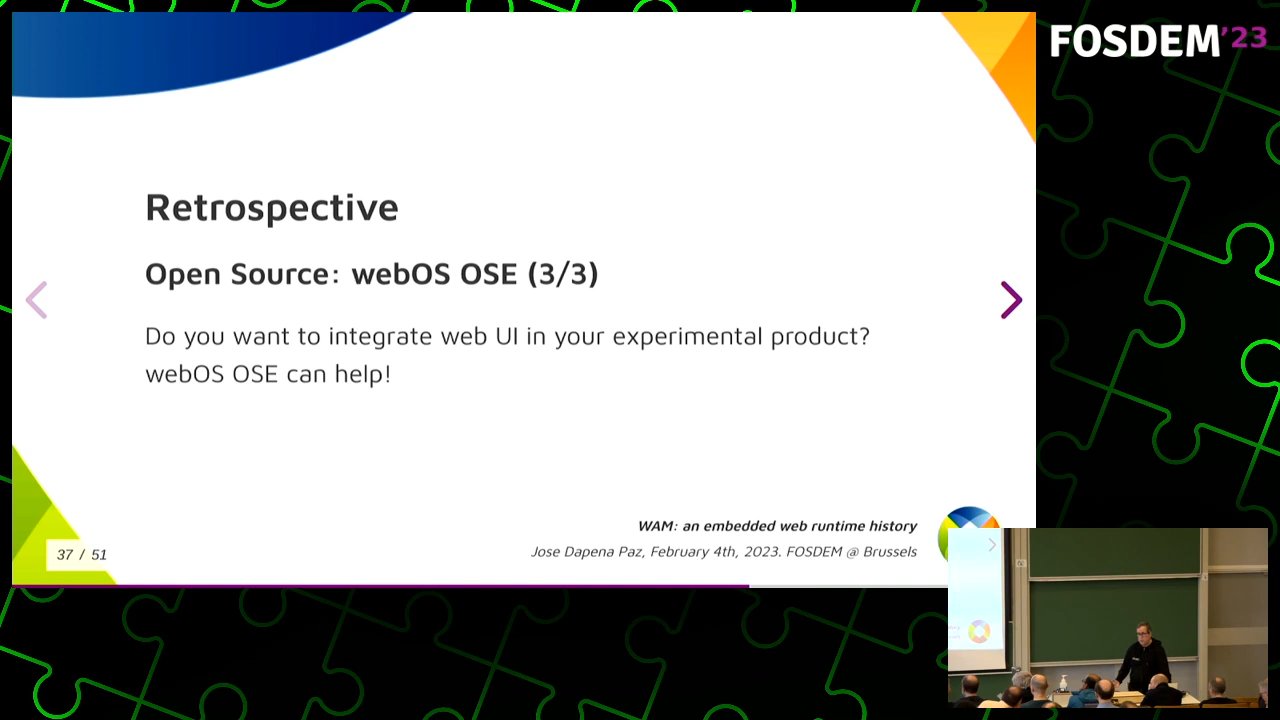 FOSDEM'23
Retrospective
Open Source: webOS OSE (3/3)
Do you want to integrate web UI in your experimental product?
webOS OSE can help!
WAM: an embedded web runtime history
Jose Dapena Paz, February 4th, 2023. FOSDEM @ Brussels
37 / 51